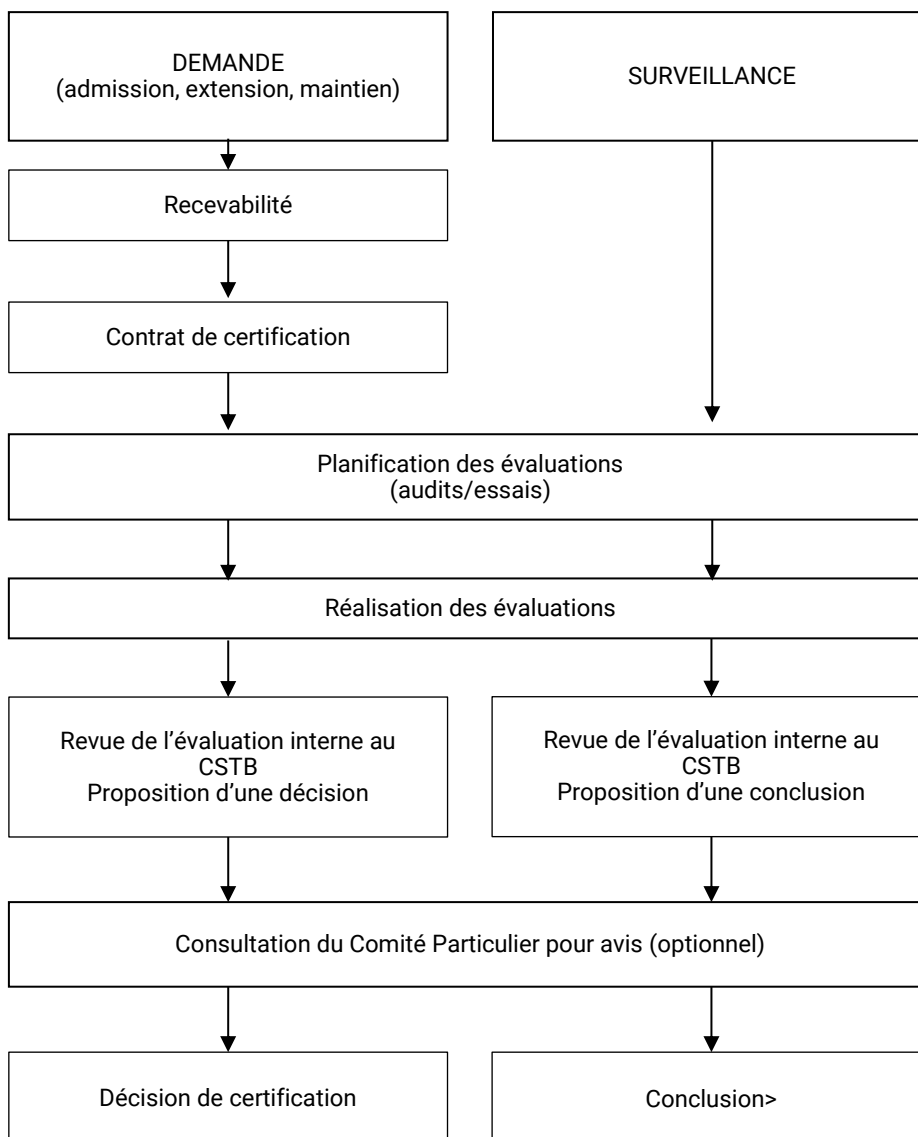 DEMANDE
(admission, extension, maintien)
SURVEILLANCE
Recevabilité
Contrat de certification
Planification des évaluations
(audits/essais)
Réalisation des évaluations
Revue de l’évaluation interne au
CSTB
Proposition d’une décision
Revue de l’évaluation interne au
CSTB
Proposition d’une conclusion
Consultation du Comité Particulier pour avis (optionnel)
Décision de certification
Conclusion>